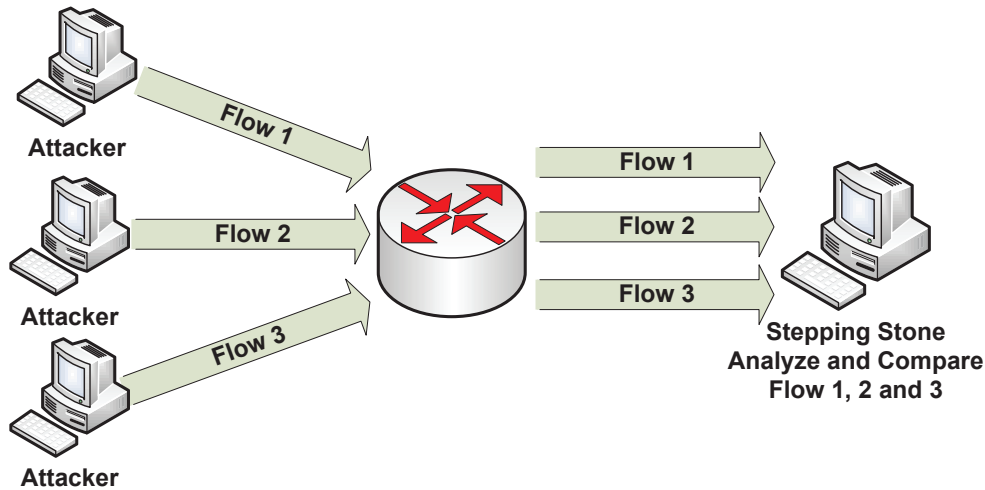 Attacker
Flow 1
Attacker
Flow 2
Attacker
Flow 3
Flow 1
Flow 2
Flow 3
Stepping Stone
Analyze and Compare
Flow 1, 2 and 3